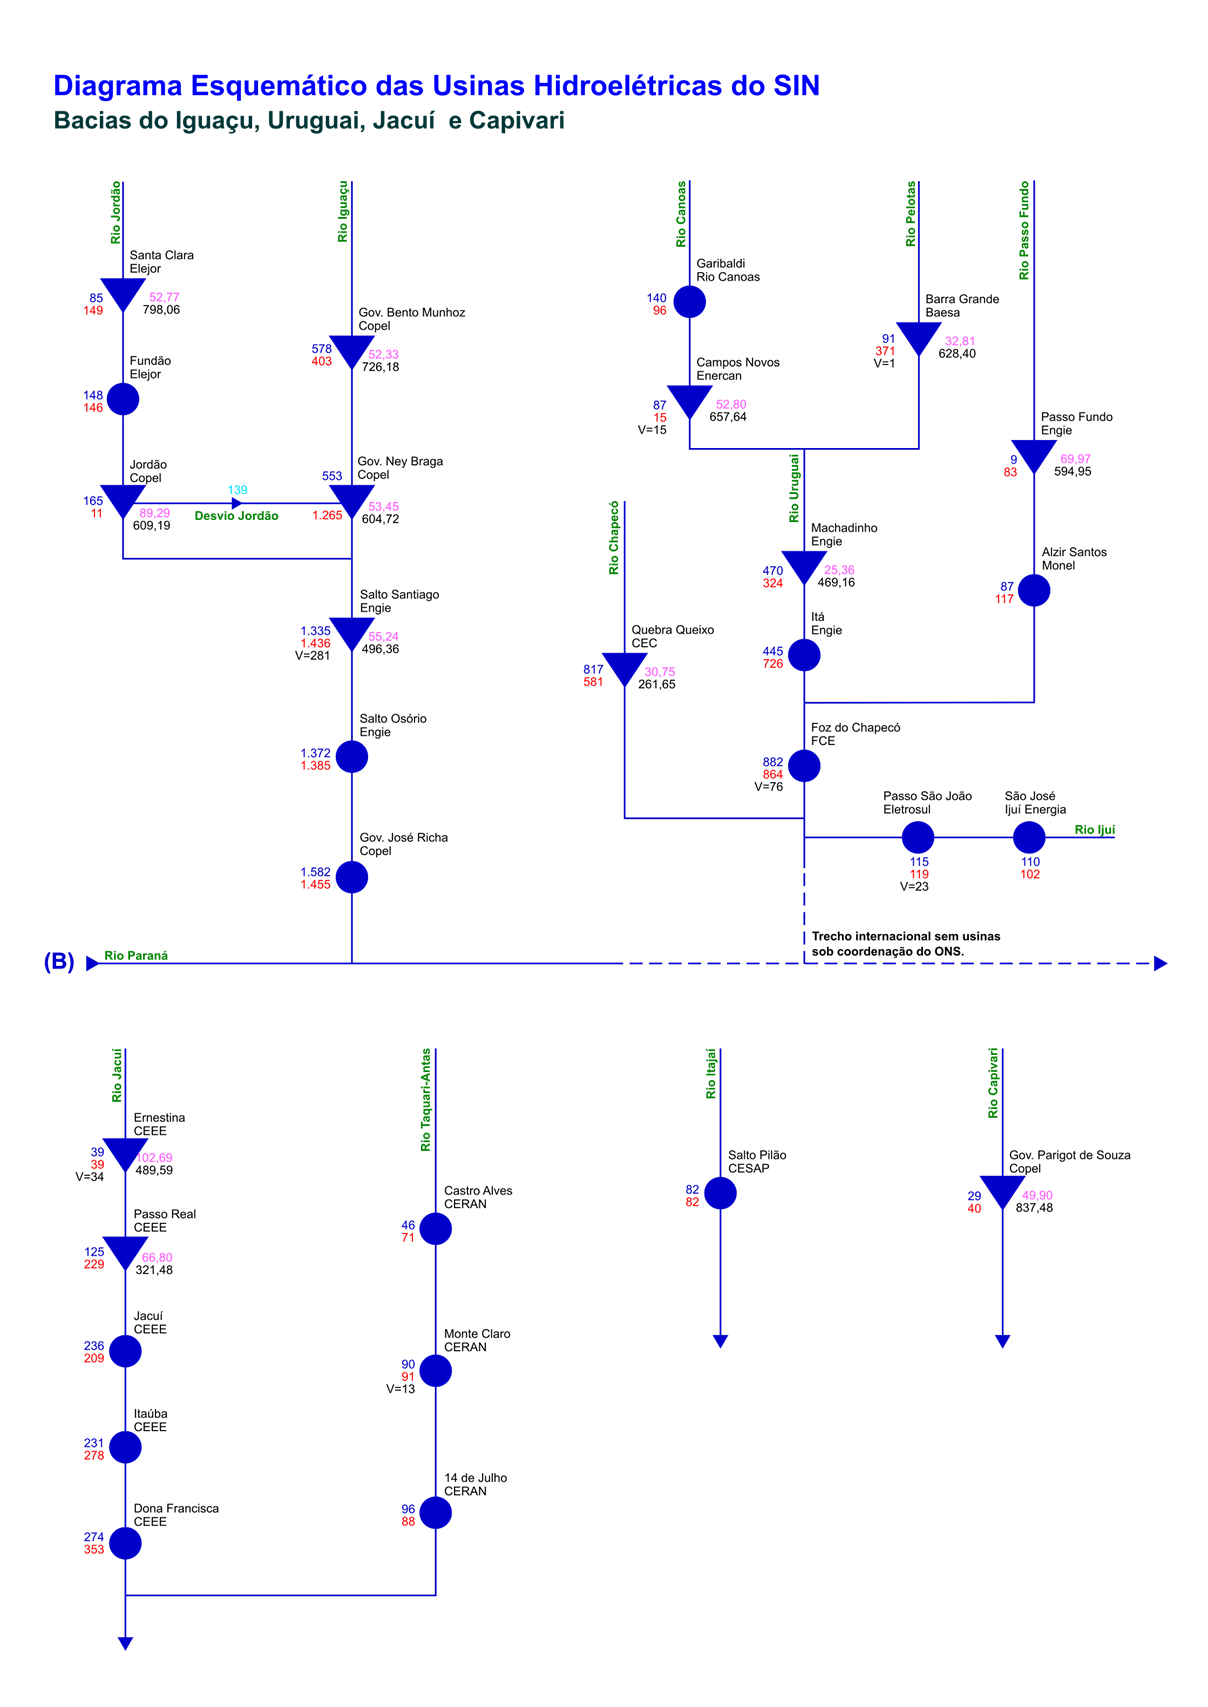 Diagrama Esquemático das Usinas Hidroelétricas do SIN
Bacias do Iguaçu, Uruguai, Jacuí e Capivari
Rio Jordão
Santa Clara
Elejor
85
149
52,77
798,06
Fundão
Elejor
148
146
Jordão
Copel
165
11
89,29
609,19
139
Desvio Jordão
Rio Iguaçu
Gov. Bento Munhoz
Copel
578
403
52,33
726,18
Gov. Ney Braga
Copel
553
1.265
53,45
604,72
Salto Santiago
Engie
1.335
1.436
V=281
55,24
496,36
Salto Osório
Engie
1.372
1.385
Gov. José Richa
Copel
1.582
1.455
Rio Canoas
Garibaldi
Rio Canoas
140
96
Campos Novos
Enercan
87
15
V=15
52,80
657,64
Rio Pelotas
Barra Grande
Baesa
91
371
V=1
32,81
628,40
Rio Passo Fundo
Passo Fundo
Engie
9
83
69,97
594,95
Alzir Santos
Monel
87
117
Rio Uruguai
Machadinho
Engie
470
324
25,36
469,16
Itá
Engie
445
726
Rio Chapecó
Quebra Queixo
CEC
817
581
30,75
261,65
Foz do Chapecó
FCE
882
864
V=76
Passo São João
Eletrosul
115
119
V=23
São José
Ijuí Energia
110
102
Rio Ijuí
Trecho internacional sem usinas
sob coordenação do ONS.
(B)
Rio Paraná
Rio Jacuí
Ernestina
CEEE
39
39
V=34
102,69
489,59
Passo Real
CEEE
125
229
66,80
321,48
Jacuí
CEEE
236
209
Itaúba
CEEE
231
278
Dona Francisca
CEEE
274
353
Rio Taquari-Antas
Castro Alves
CERAN
46
71
Monte Claro
CERAN
90
91
V=13
14 de Julho
CERAN
96
88
Rio Itajaí
Salto Pilão
CESAP
82
82
Rio Capivari
Gov. Parigot de Souza
Copel
29
40
49,90
837,48